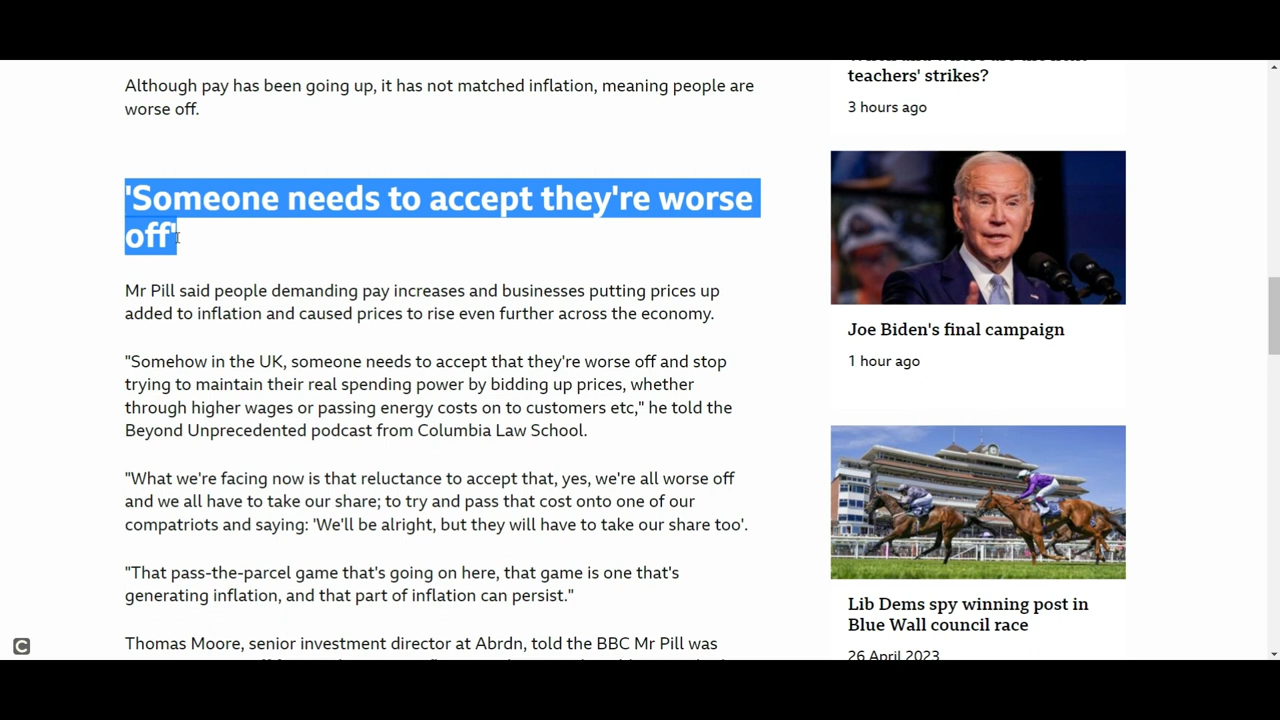 Although pay has been going up, it has not matched inflation, meaning people are
worse off.
'Someone needs to accept they're worse
off'
Mr Pill said people demanding pay increases and businesses putting prices up
added to inflation and caused prices to rise even further across the economy.
"Somehow in the UK, someone needs to accept that they're worse off and stop
trying to maintain their real spending power by bidding up prices, whether
through higher wages or passing energy costs on to customers etc," he told the
Beyond Unprecedented podcast from Columbia Law School.
"What we're facing now is that reluctance to accept that, yes, we're all worse off
and we all have to take our share; to try and pass that cost onto one of our
compatriots and saying: 'We'll be alright, but they will have to take our share too'.
"That pass-the-parcel game that's going on here, that game is one that's
generating inflation, and that part of inflation can persist."
Thomas Moore, senior investment director at Abrdn, told the BBC Mr Pill was
teachers' strikes?
3 hours ago
Joe Biden's final campaign
1 hour ago
Lib Dems spy winning post in
Blue Wall council race
26 April 2023
C